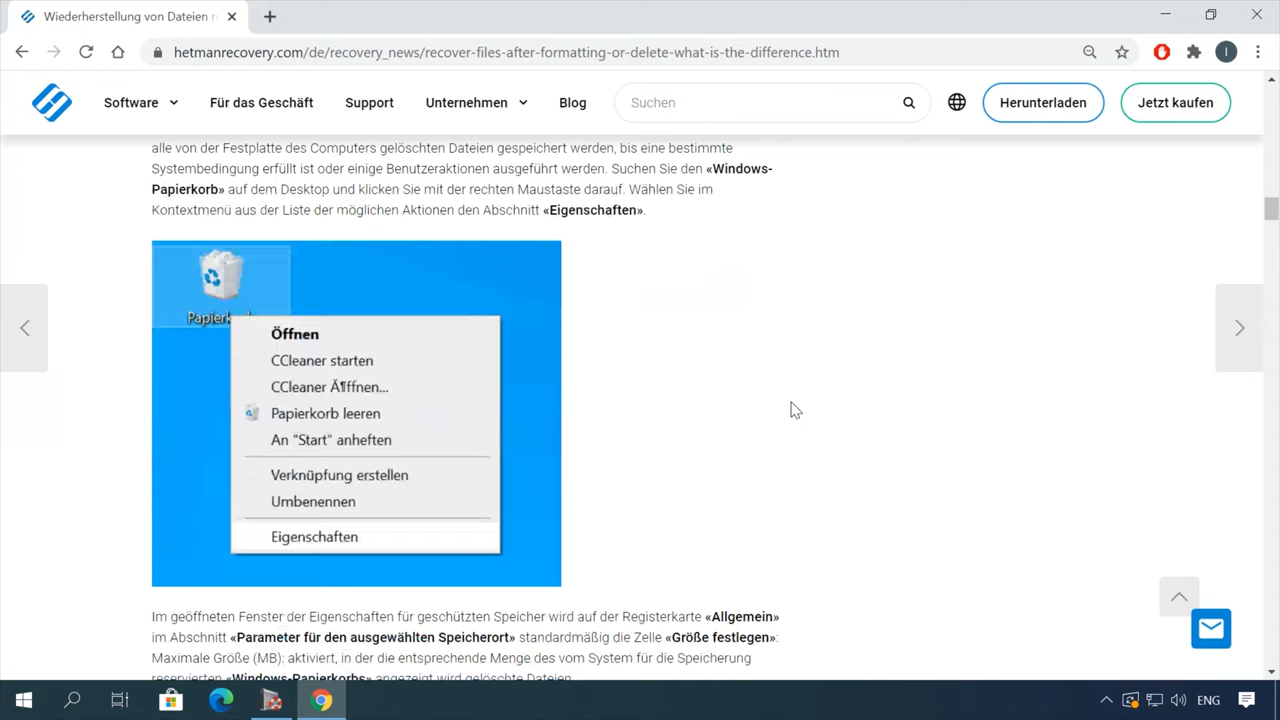 Wiederherstellung von Dateien n
hetmanrecovery.com/de/recovery_news/recover-files-after-formatting-or-delete-what-is-the-difference.htm
I
Software
Für das Geschäft
Support
Unternehmen
Blog
Suchen
Herunterladen
Jetzt kaufen
alle von der Festplatte des Computers gelöschten Dateien gespeichert werden, bis eine bestimmte
Systembedingung erfüllt ist oder einige Benutzeraktionen ausgeführt werden. Suchen Sie den «Windows-
Papierkorb» auf dem Desktop und klicken Sie mit der rechten Maustaste darauf. Wählen Sie im
Kontextmenü aus der Liste der möglichen Aktionen den Abschnitt «Eigenschaften».
Öffnen
CCleaner starten
CCleaner Ã¶ffnen...
Papierkorb leeren
An "Start" anheften
Verknüpfung erstellen
Umbenennen
Eigenschaften
Im geöffneten Fenster der Eigenschaften für geschützten Speicher wird auf der Registerkarte «Allgemein»
im Abschnitt «Parameter für den ausgewählten Speicherort» standardmäßig die Zelle «Größe festlegen»:
Maximale Größe (MB): aktiviert, in der die entsprechende Menge des vom System für die Speicherung
reservierten «Windows-Papierkorbs» angezeigt wird gelöschte Dateien.
ENG